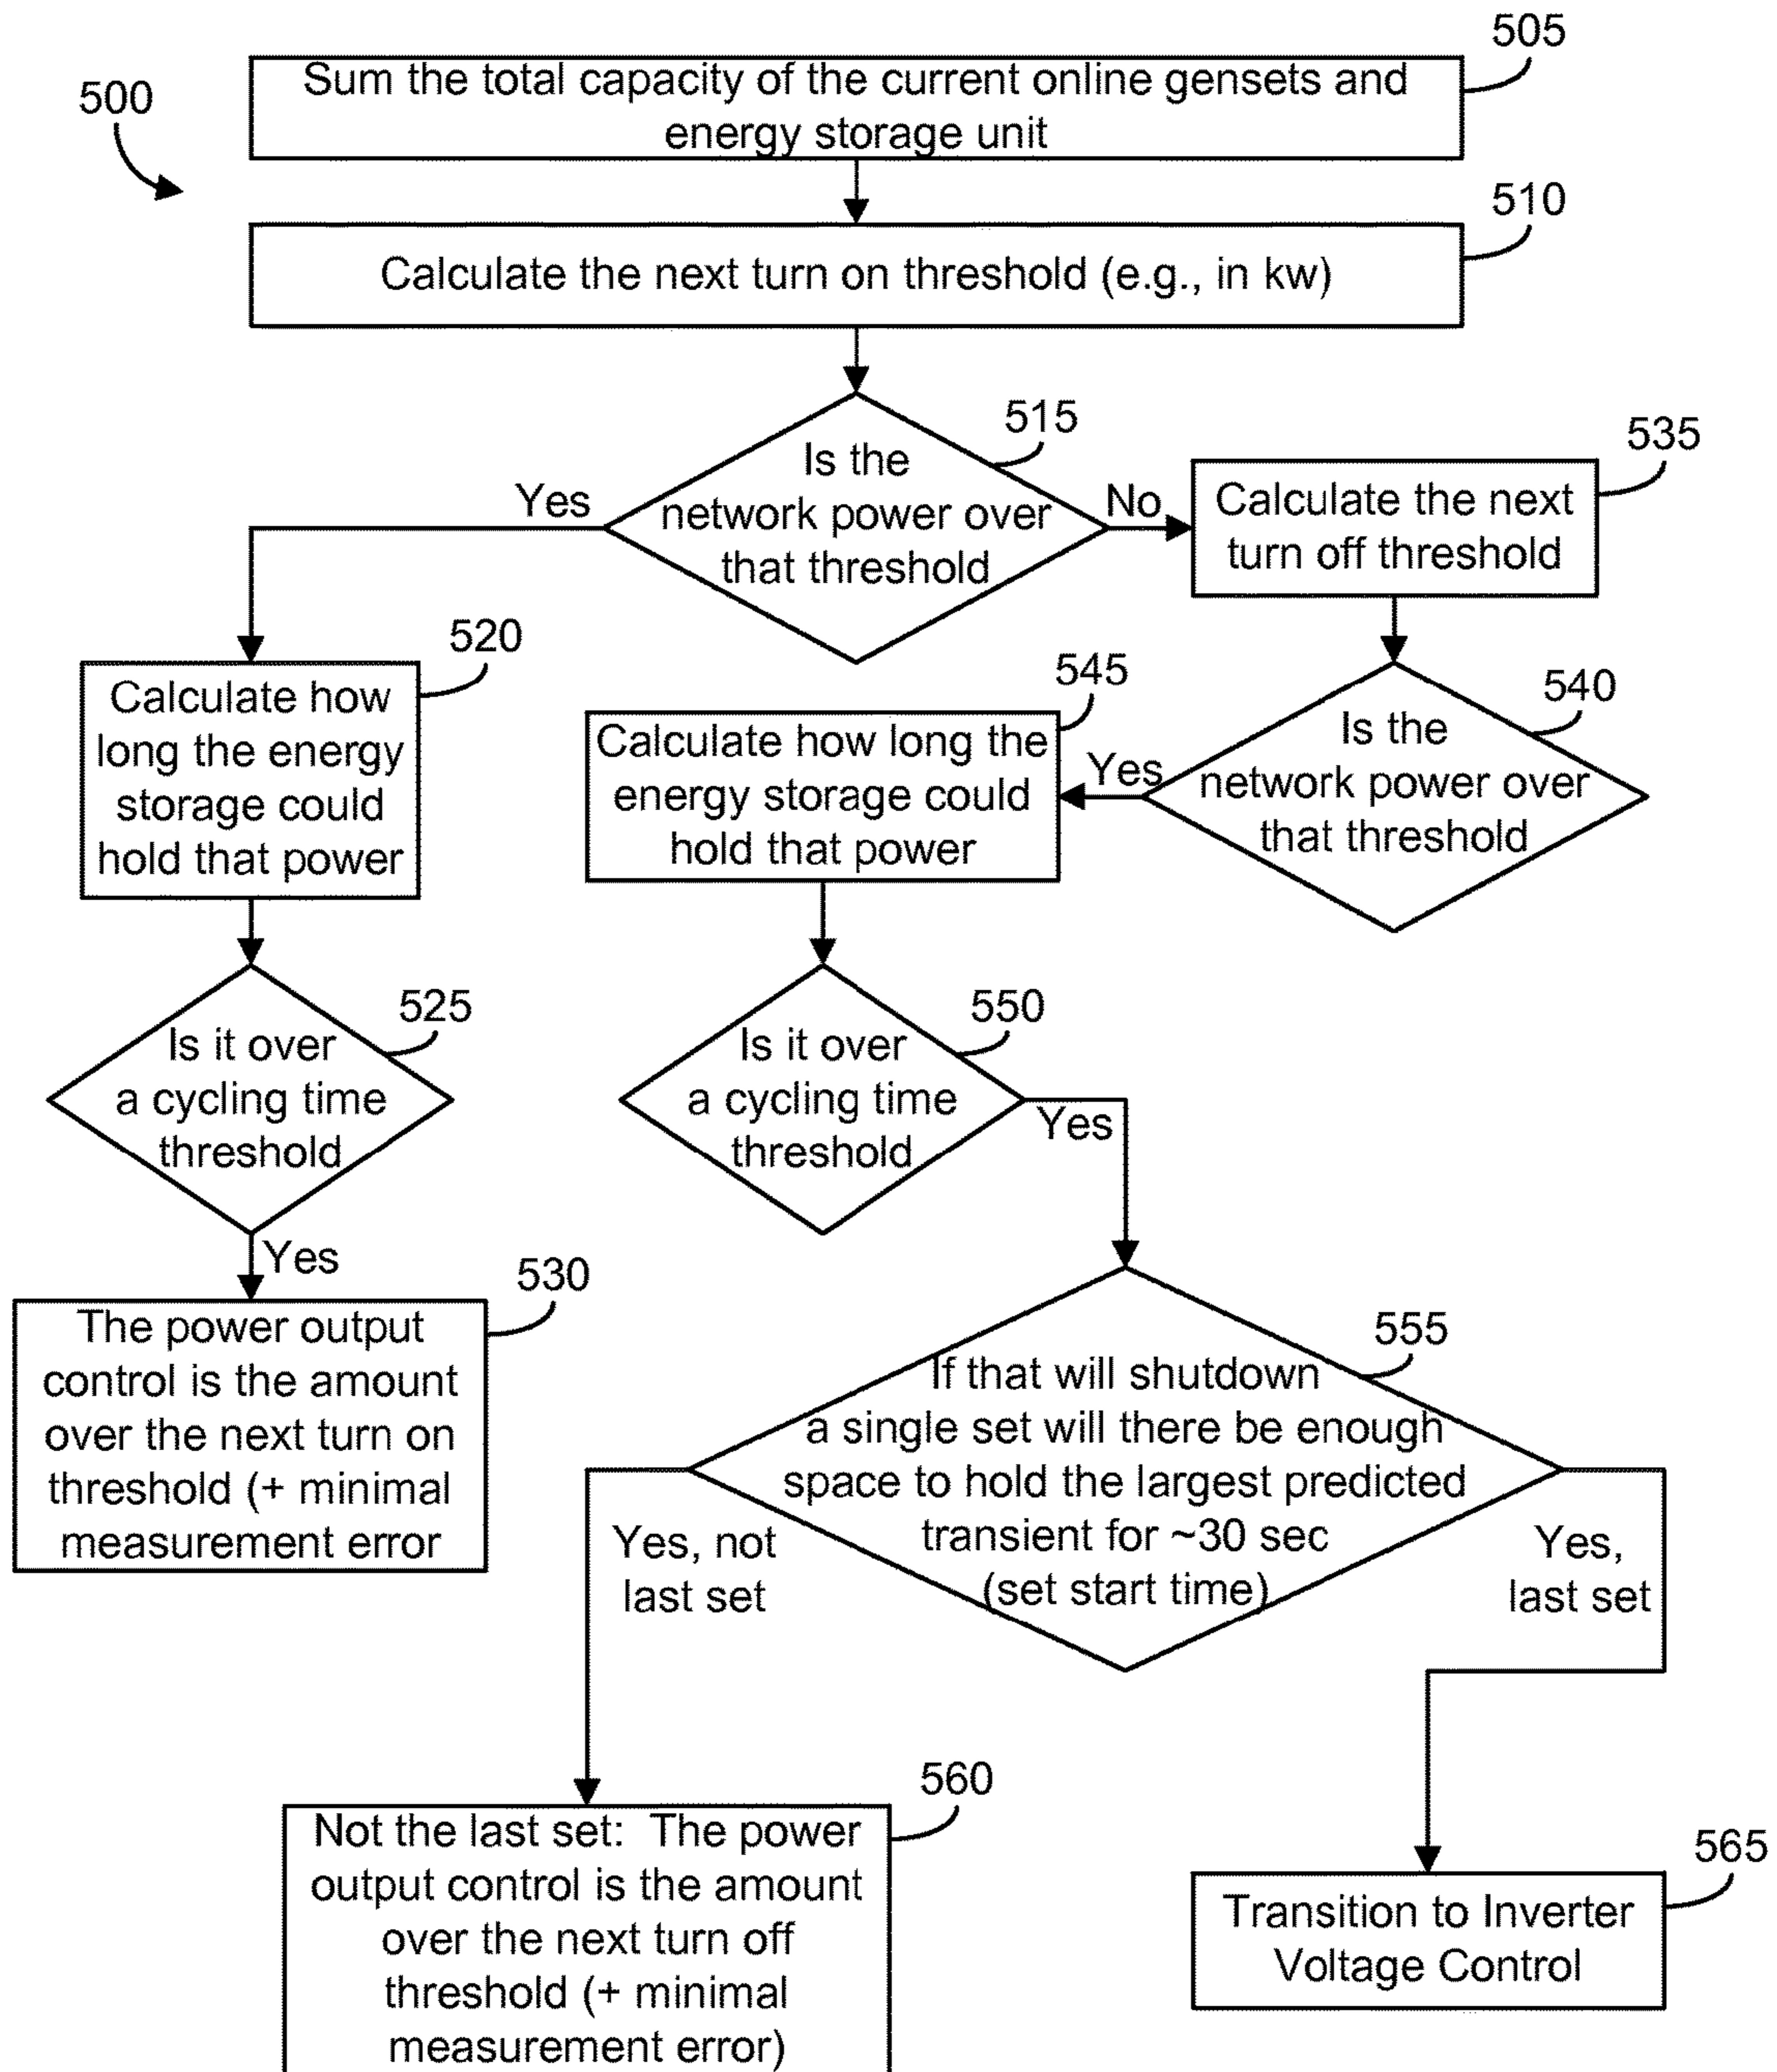 505
Sum the total capacity of the current online gensets and
energy storage unit
500
510
Calculate the next turn on threshold (e.g., in kw)
515
Is the
network power over
that threshold
Yes
No
535
Calculate the next
turn off threshold
520
Calculate how
long the energy
storage could
hold that power
545
Calculate how long the
energy storage could
hold that power
Yes
540
Is the
network power over
that threshold
525
Is it over
a cycling time
threshold
Yes
550
Is it over
a cycling time
threshold
Yes
530
The power output
control is the amount
over the next turn on
threshold (+ minimal
measurement error
555
If that will shutdown
a single set will there be enough
space to hold the largest predicted
transient for ~30 sec
(set start time)
Yes, not
last set
Yes,
last set
560
Not the last set:  The power
output control is the amount
over the next turn off
threshold (+ minimal
measurement error)
565
Transition to Inverter
Voltage Control